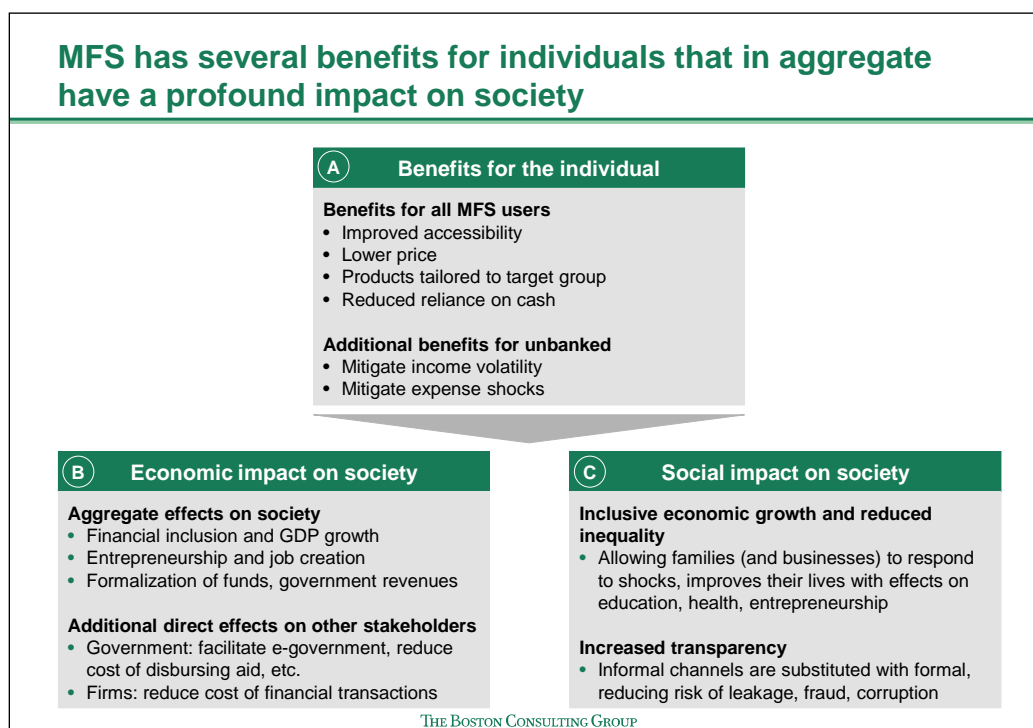 MFS has several benefits for individuals that in aggregate
have a profound impact on society
A Benefits for the individual
Benefits for all MFS users
• Improved accessibility
• Lower price
• Products tailored to target group
• Reduced reliance on cash
Additional benefits for unbanked
• Mitigate income volatility
• Mitigate expense shocks
B Economic impact on society
Aggregate effects on society
• Financial inclusion and GDP growth
• Entrepreneurship and job creation
• Formalization of funds, government revenues
Additional direct effects on other stakeholders
• Government: facilitate e-government, reduce
cost of disbursing aid, etc.
• Firms: reduce cost of financial transactions
C Social impact on society
Inclusive economic growth and reduced
inequality
• Allowing families (and businesses) to respond
to shocks, improves their lives with effects on
education, health, entrepreneurship
Increased transparency
• Informal channels are substituted with formal,
reducing risk of leakage, fraud, corruption
THE BOSTON CONSULTING GROUP